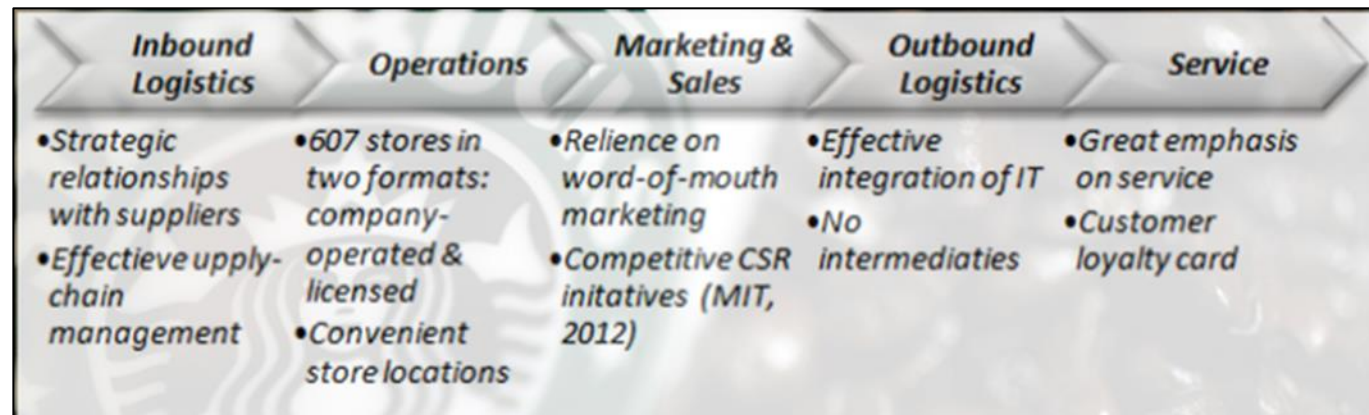 Inbound
Logistics
Operations
Marketing &
Sales
Outbound
Logistics
Service
•Strategic
relationships
with suppliers
•Effectieve upply-
chain
management
•607 stores in
two formats:
company-
operated &
licensed
•Convenient
store locations
•Relience on
word-of-mouth
marketing
•Competitive CSR
initatives (MIT,
2012)
•Effective
integration of IT
•No
intermediaties
•Great emphasis
on service
•Customer
loyalty card